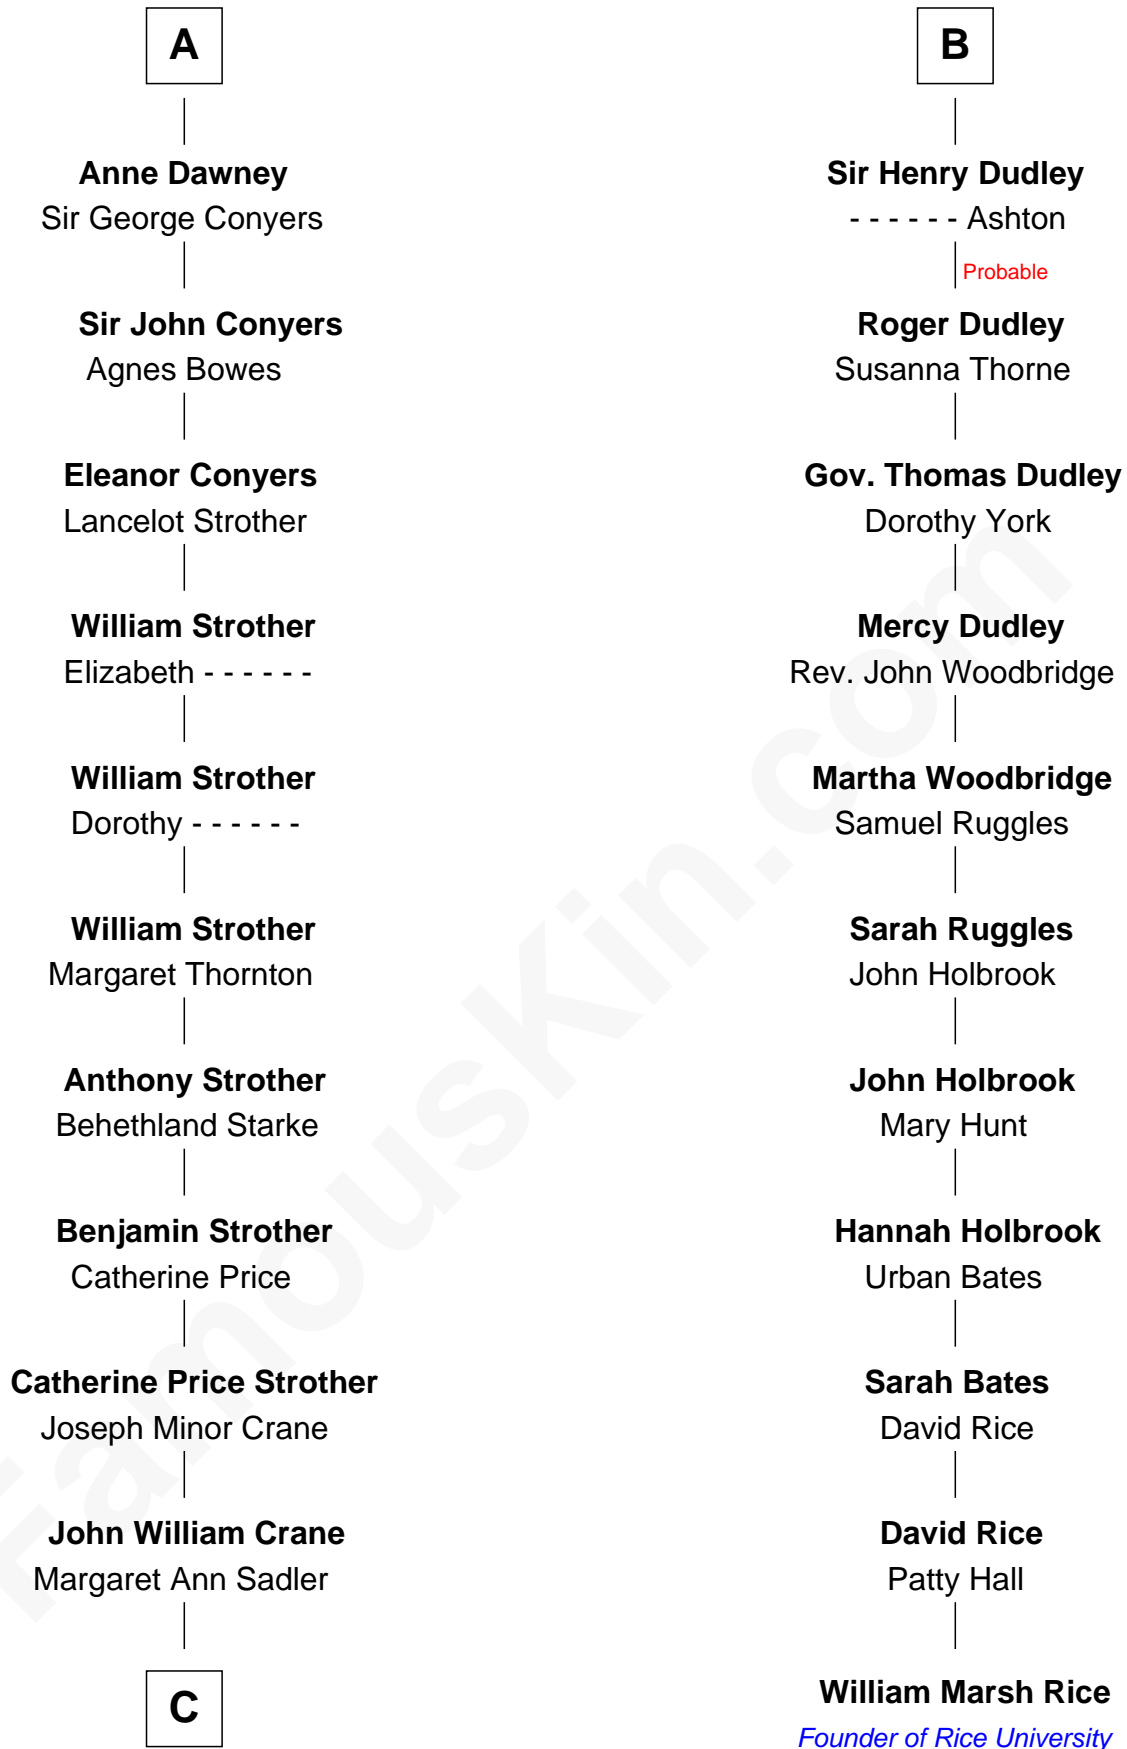 A
Anne Dawney
Sir George Conyers
Sir John Conyers
Agnes Bowes
Eleanor Conyers
Lancelot Strother
William Strother
Elizabeth - - - - - -
William Strother
Dorothy - - - - - -
William Strother
Margaret Thornton
Anthony Strother
Behethland Starke
Benjamin Strother
Catherine Price
Catherine Price Strother
Joseph Minor Crane
John William Crane
Margaret Ann Sadler
C
B
Sir Henry Dudley
- - - - - - Ashton
Probable
Roger Dudley
Susanna Thorne
Gov. Thomas Dudley
Dorothy York
Mercy Dudley
Rev. John Woodbridge
Martha Woodbridge
Samuel Ruggles
Sarah Ruggles
John Holbrook
John Holbrook
Mary Hunt
Hannah Holbrook
Urban Bates
Sarah Bates
David Rice
David Rice
Patty Hall
William Marsh Rice
Founder of Rice University
FamousKin.com